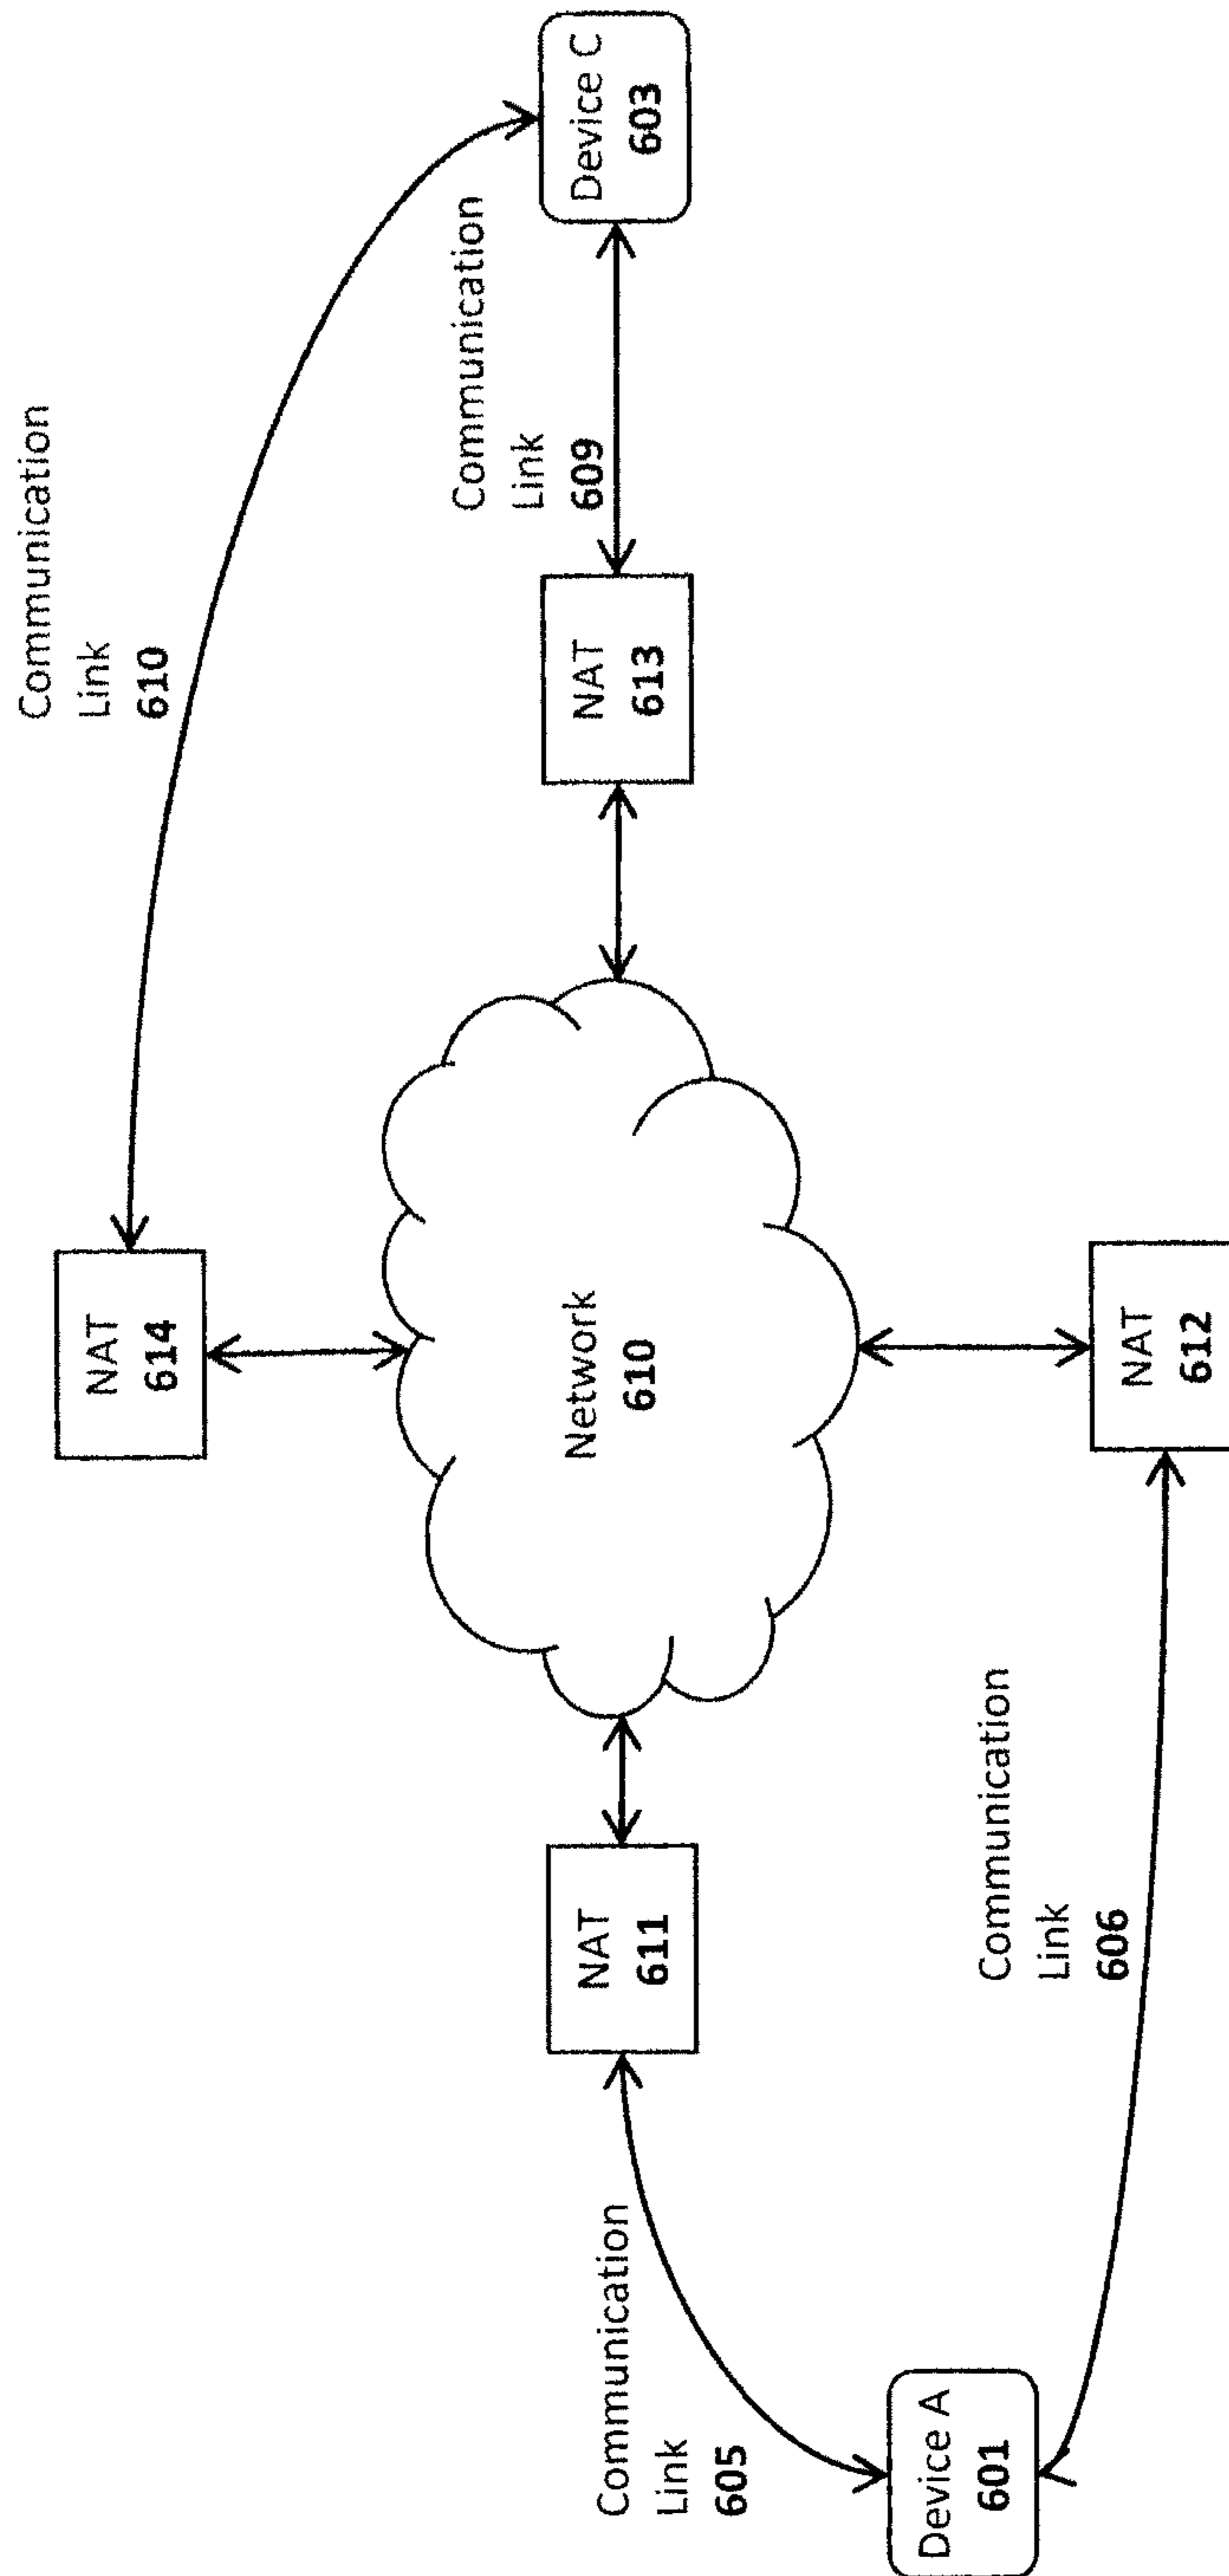 Communication
Link
610
NAT
614
Device C
603
Communication
Link
609
NAT
613
Network
610
NAT
611
Communication
Link
605
Communication
Link
606
Device A
601
NAT
612